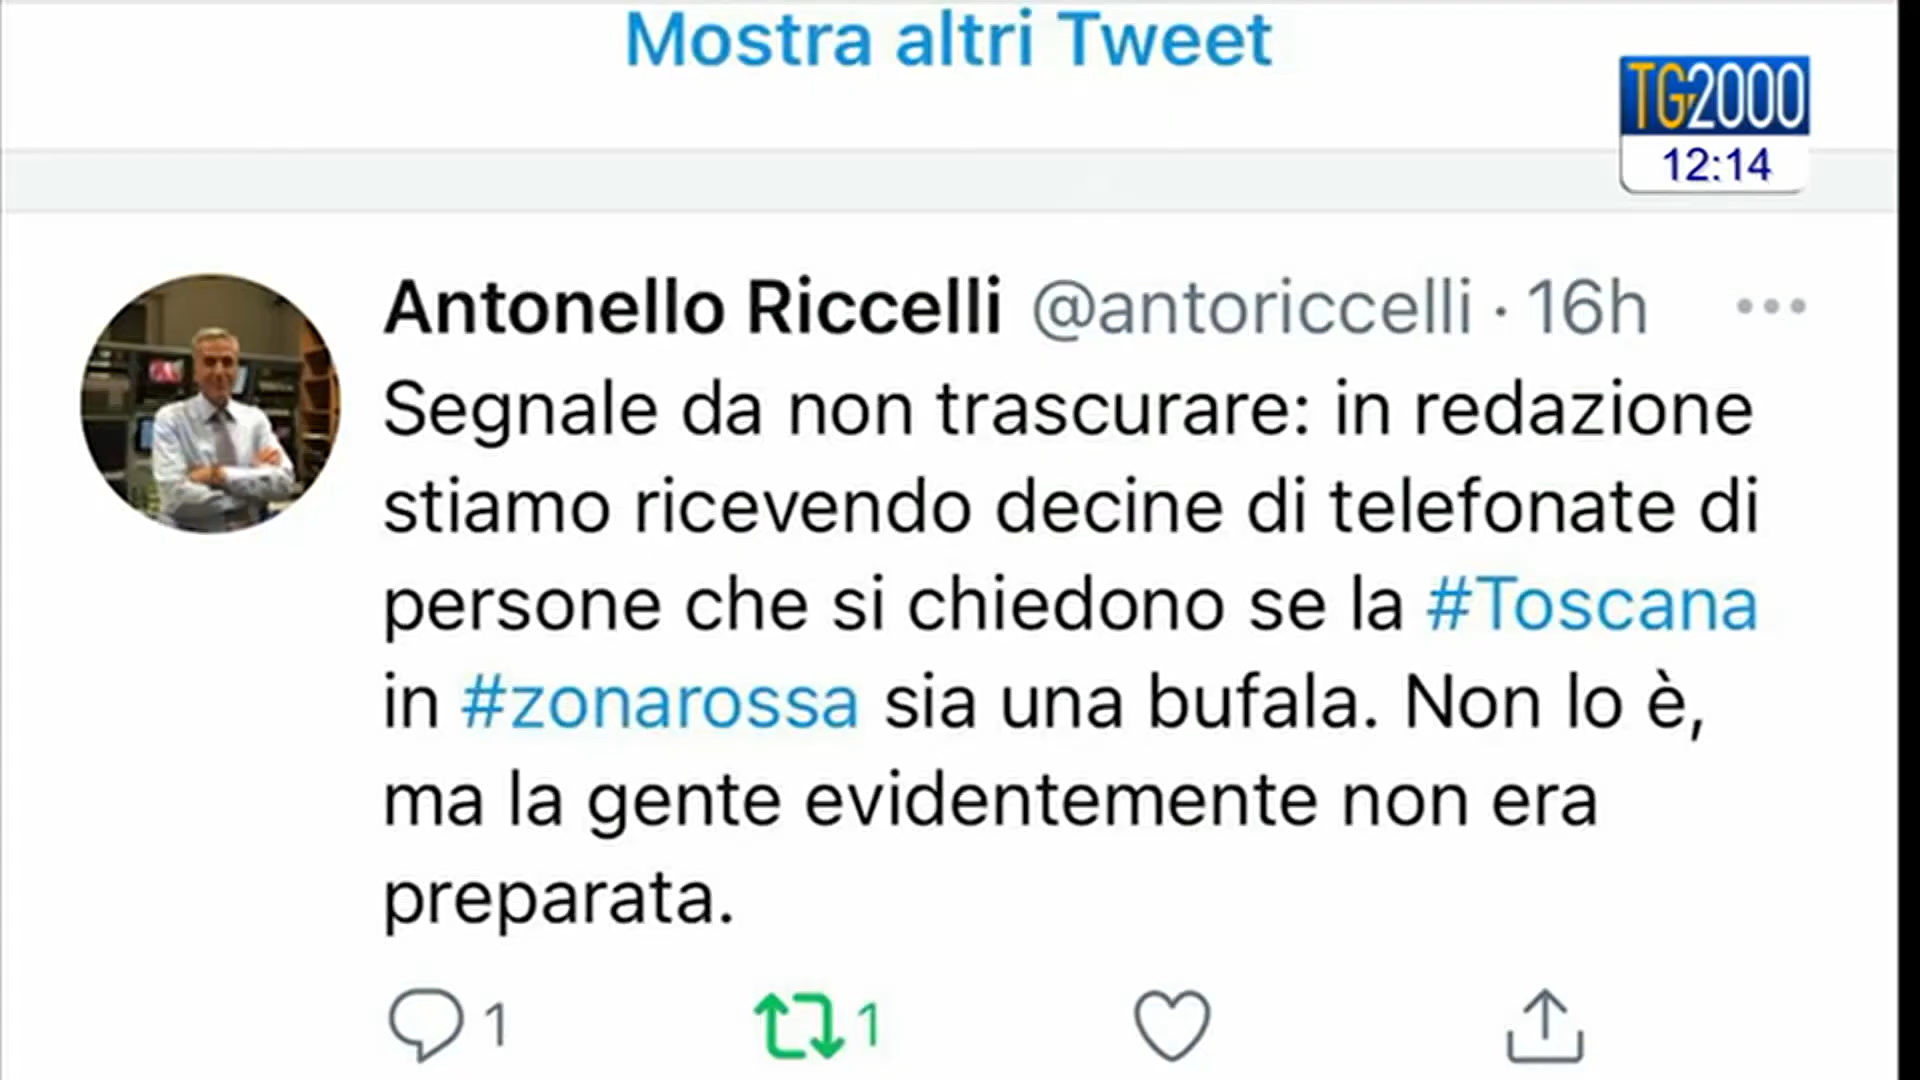 Mostra altri Tweet
TG2000
12:14
Antonello Riccelli @antoriccelli · 16h
Segnale da non trascurare: in redazione
stiamo ricevendo decine di telefonate di
persone che si chiedono se la #Toscana
in #zonarossa sia una bufala. Non lo è,
ma la gente evidentemente non era
preparata.
1
1